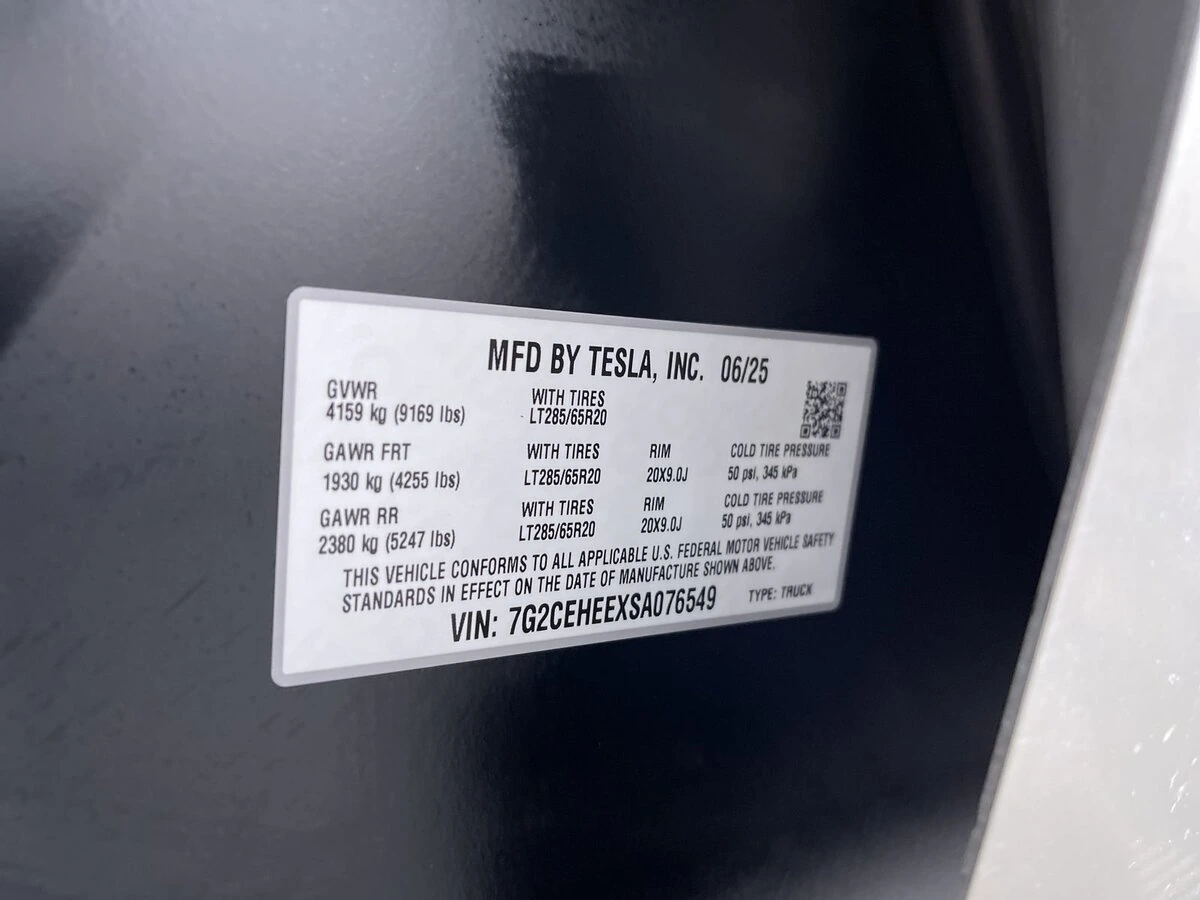 MFD BY TESLA, INC. 06/25
GVWR WITH TIRES
4159 kg (9169 lbs) LT285/65R20
GAWR FRT WITH TIRES RIM COLD TIRE PRESSURE
1930 kg (4255 lbs) LT285/65R20 20X9.0J 50 psi, 345 kPa
GAWR RR WITH TIRES RIM COLD TIRE PRESSURE
2380 kg (5247 lbs) LT285/65R20 20X9.0J 50 psi, 345 kPa
THIS VEHICLE CONFORMS TO ALL APPLICABLE U.S. FEDERAL MOTOR VEHICLE SAFETY
STANDARDS IN EFFECT ON THE DATE OF MANUFACTURE SHOWN ABOVE.
VIN: 7G2CEHEEXSA076549 TYPE: TRUCK